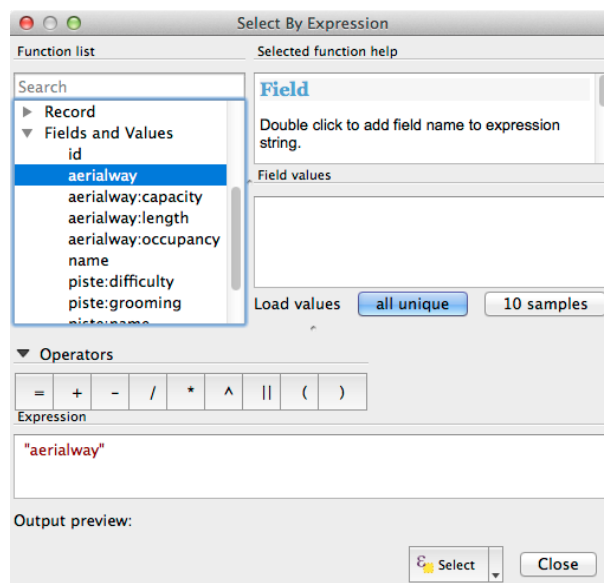 Select By Expression
Function list
Selected function help
Search
Record
Fields and Values
id
aerialway
aerialway:capacity
aerialway:length
aerialway:occupancy
name
piste:difficulty
piste:grooming
piste:name
Field
Double click to add field name to expression
string.
Field values
Load values all unique 10 samples
Operators
= + - / * ^ || ( )
Expression
"aerialway"
Output preview:
ε Select Close